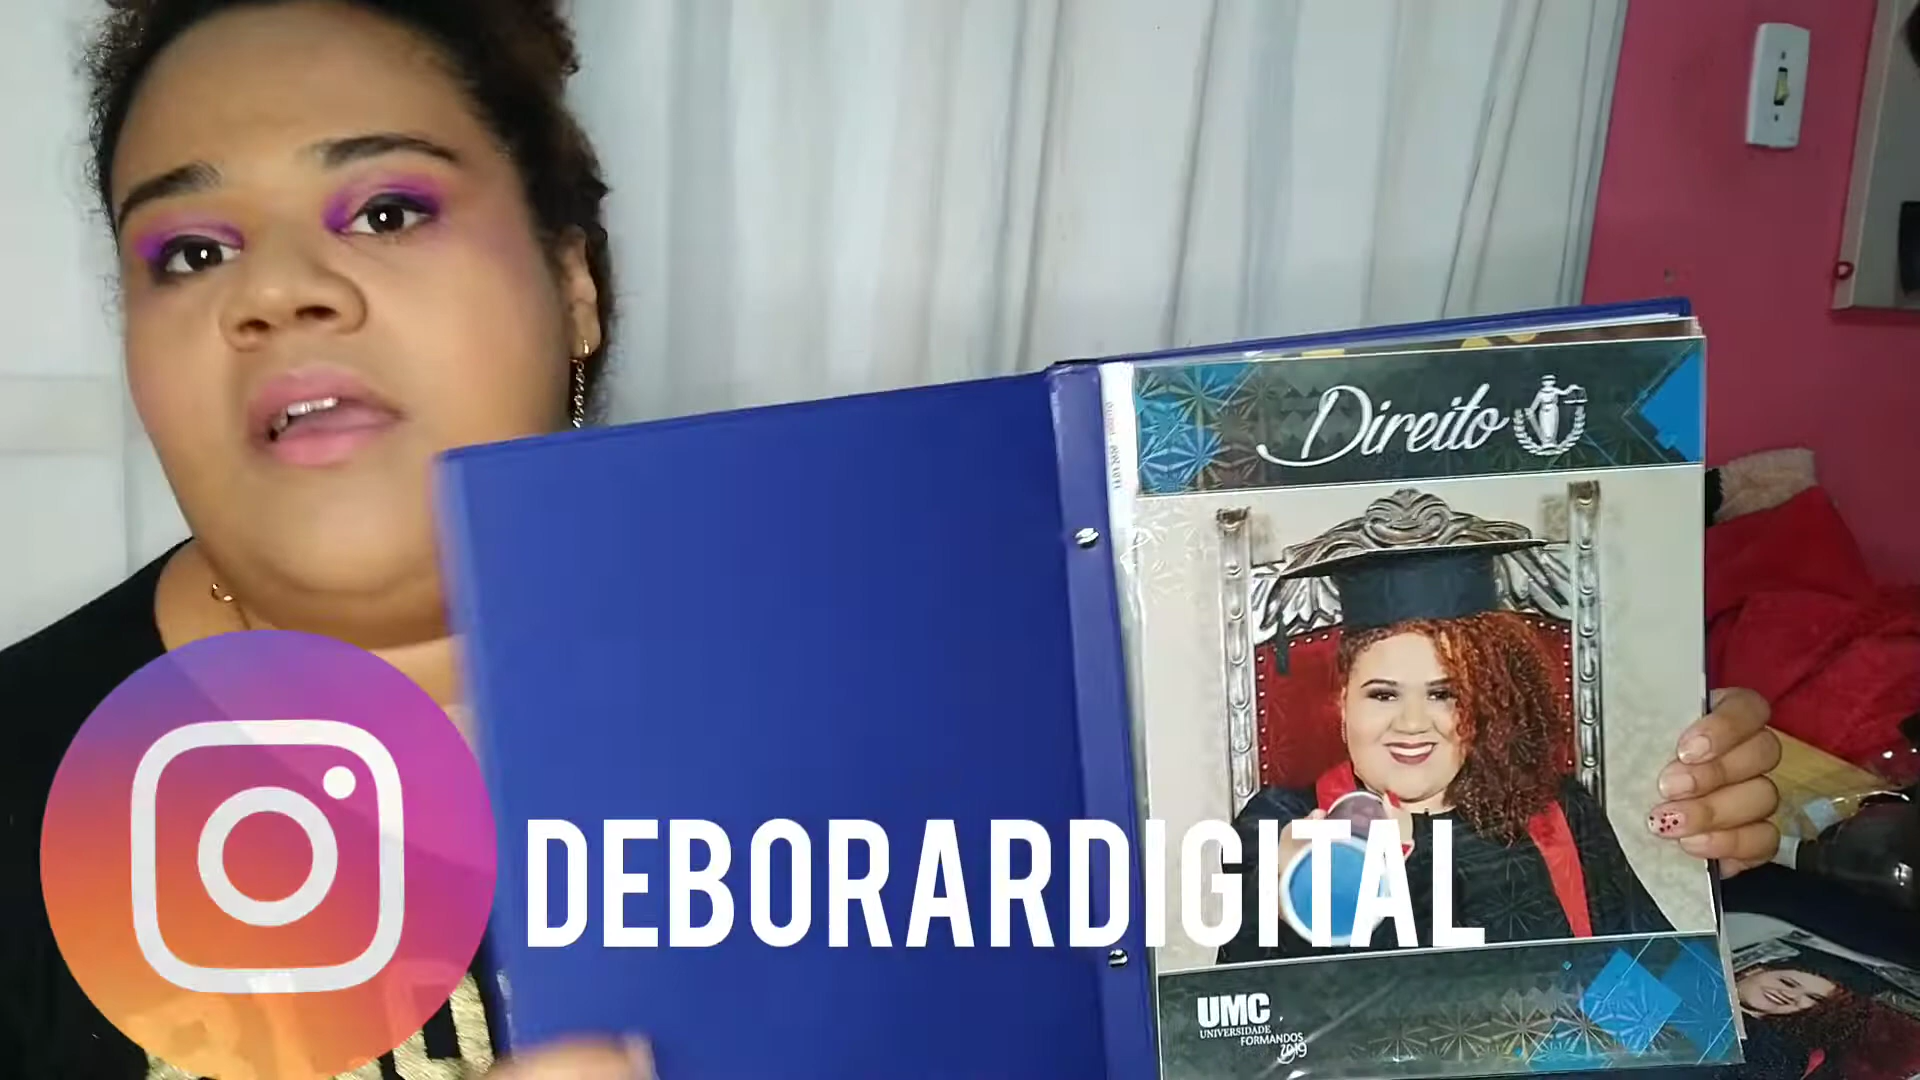 Direito
DEBORARDIGITAL
UMC
UNIVERSIDADE
FORMANDOS
2019